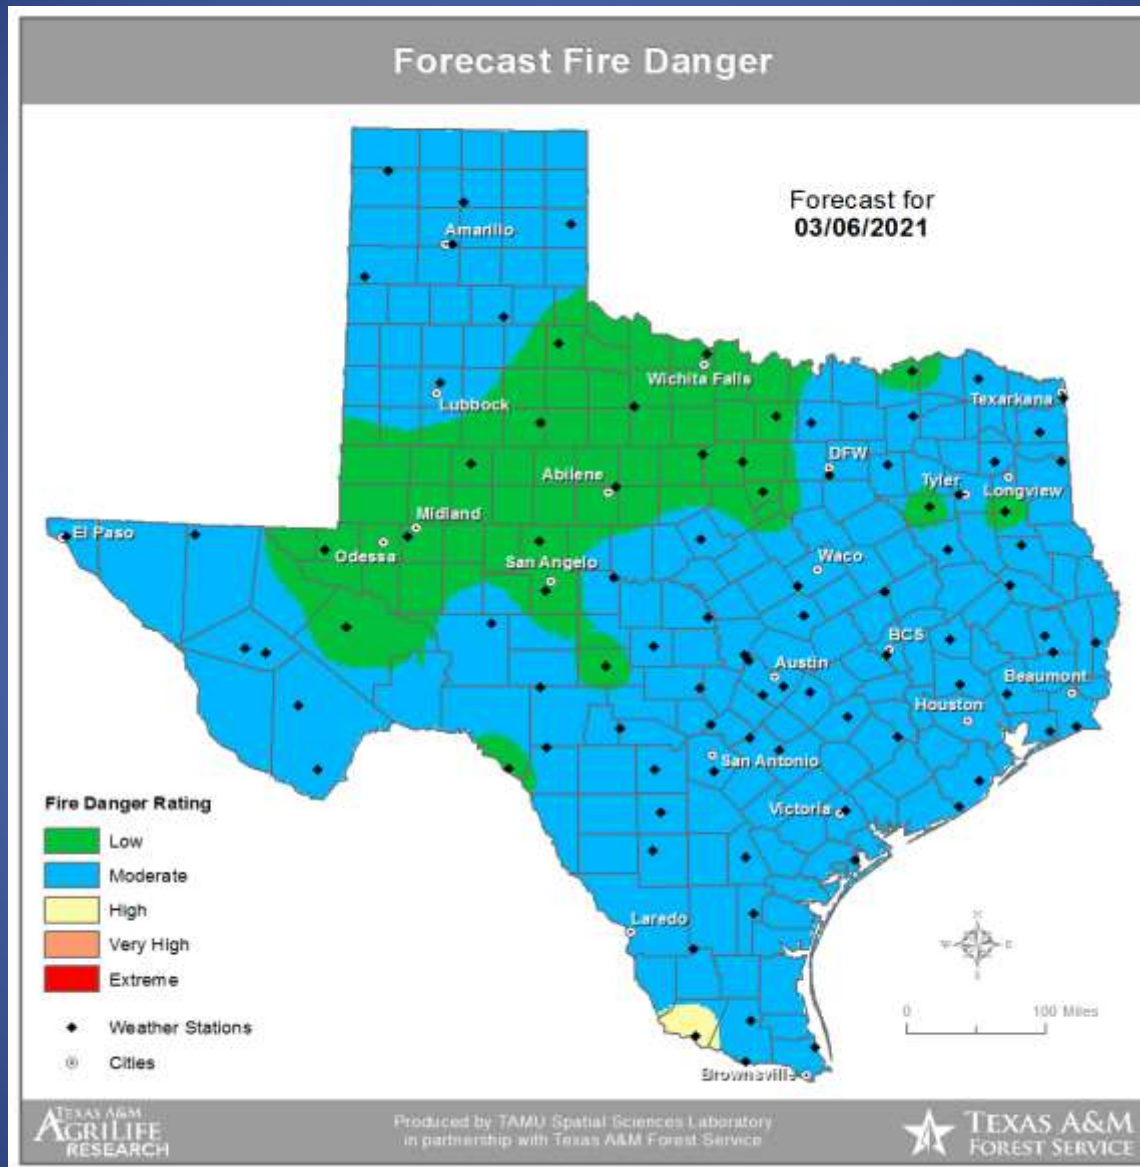 Forecast Fire Danger
Forecast for
03/06/2021
Amarillo
Wichita Falls
Lubbock
Texarkana
DFW
Abilene
Tyler
Longview
Midland
El Paso
Odessa
San Angelo
Waco
BCS
Austin
Beaumont
Houston
San Antonio
Victoria
Laredo
Brownsville
Fire Danger Rating
Low
Moderate
High
Very High
Extreme
Weather Stations
Cities
N
W E
S
0 100 Miles
TEXAS A&M
AGRILIFE
RESEARCH
Produced by TAMU Spatial Sciences Laboratory
in partnership with Texas A&M Forest Service
TEXAS A&M
FOREST SERVICE